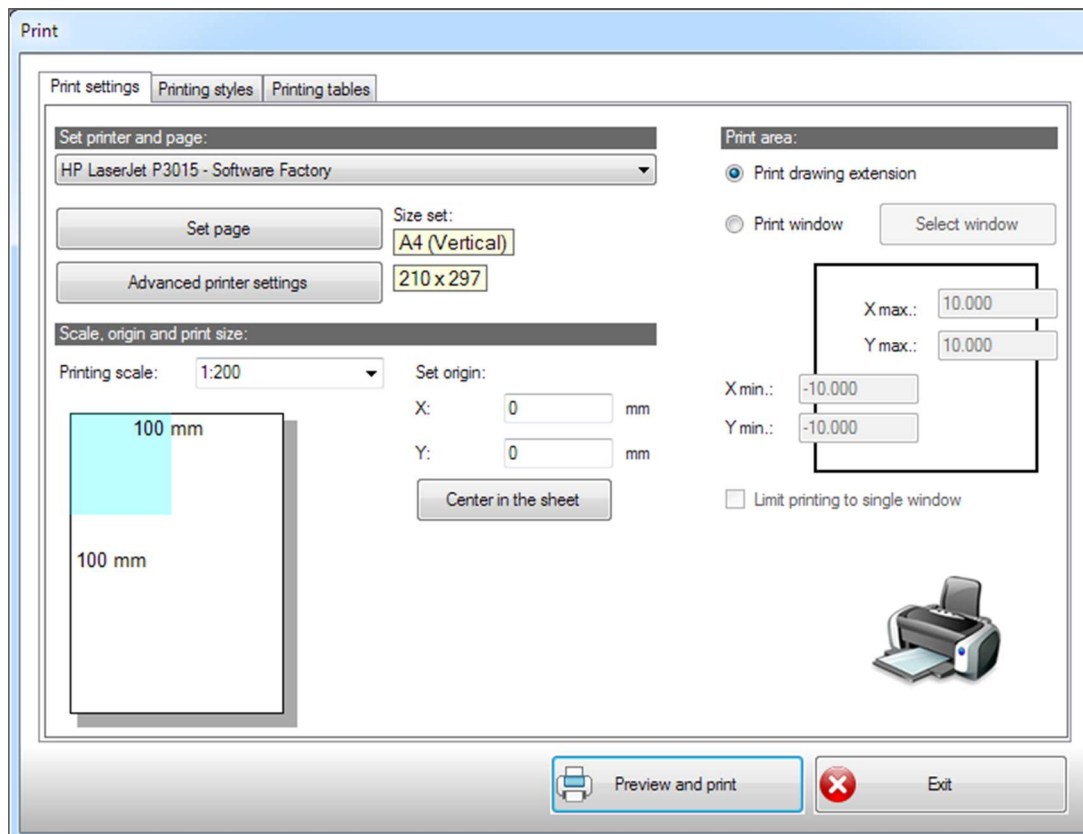 Print
Print settings Printing styles Printing tables
Set printer and page:
HP LaserJet P3015 - Software Factory
Set page
Size set:
A4 (Vertical)
Advanced printer settings
210 x 297
Scale, origin and print size:
Printing scale: 1:200
Set origin:
X: 0 mm
Y: 0 mm
Center in the sheet
100 mm
100 mm
Print area:
Print drawing extension
Print window Select window
X max.: 10.000
Y max.: 10.000
X min.: -10.000
Y min.: -10.000
Limit printing to single window
Preview and print Exit